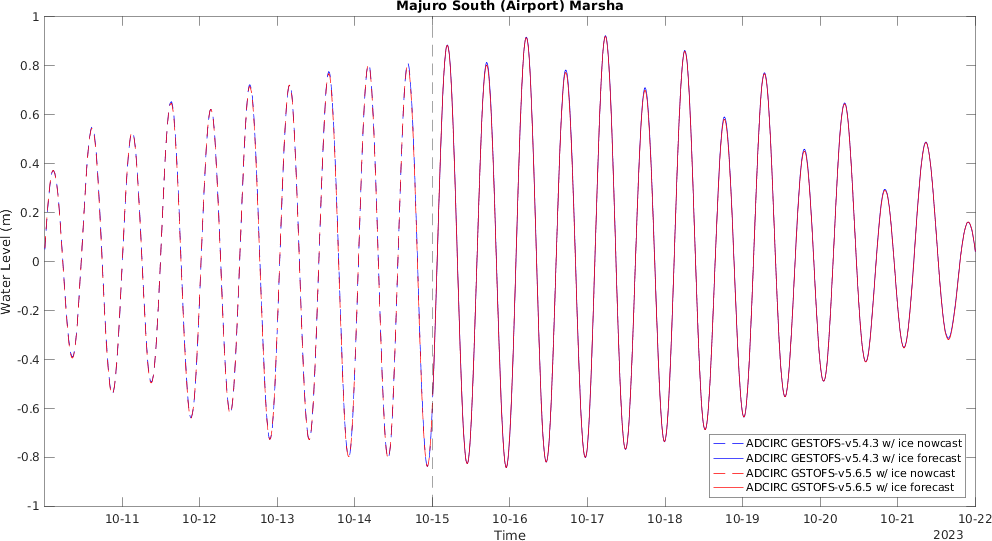 Majuro South (Airport) Marsha
1
0.8
0.6
0.4
0.2
0
-0.2
-0.4
-0.6
-0.8
-1
Water Level (m)
ADCIRC GESTOFS-v5.4.3 w/ ice nowcast
ADCIRC GESTOFS-v5.4.3 w/ ice forecast
ADCIRC GSTOFS-v5.6.5 w/ ice nowcast
ADCIRC GSTOFS-v5.6.5 w/ ice forecast
10-11 10-12 10-13 10-14 10-15 10-16 10-17 10-18 10-19 10-20 10-21 10-22
Time
2023